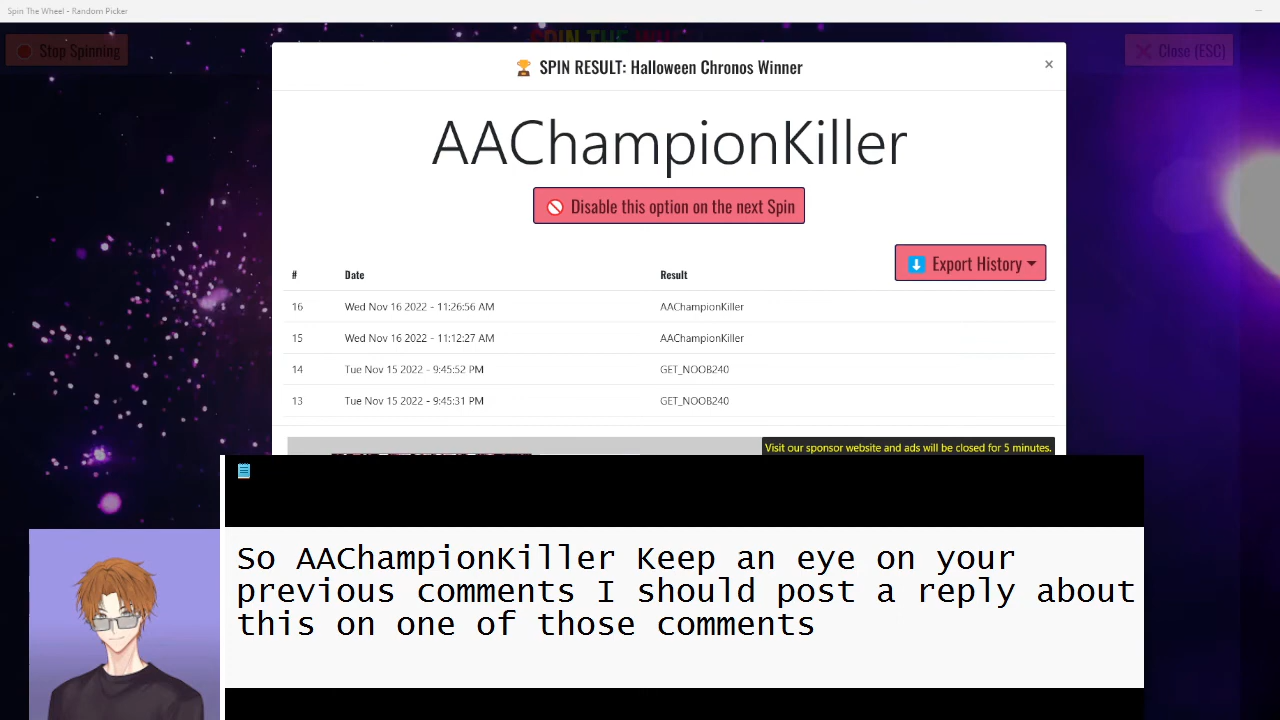 Spin The Wheel - Random Picker
SPIN THE WHEEL
Stop Spinning
Close (ESC)
SPIN RESULT: Halloween Chronos Winner
×
AAChampionKiller
Disable this option on the next Spin
Export History
# Date Result
16 Wed Nov 16 2022 - 11:26:56 AM AAChampionKiller
15 Wed Nov 16 2022 - 11:12:27 AM AAChampionKiller
14 Tue Nov 15 2022 - 9:45:52 PM GET_NOOB240
13 Tue Nov 15 2022 - 9:45:31 PM GET_NOOB240
Visit our sponsor website and ads will be closed for 5 minutes.
So AAChampionKiller Keep an eye on your
previous comments I should post a reply about
this on one of those comments